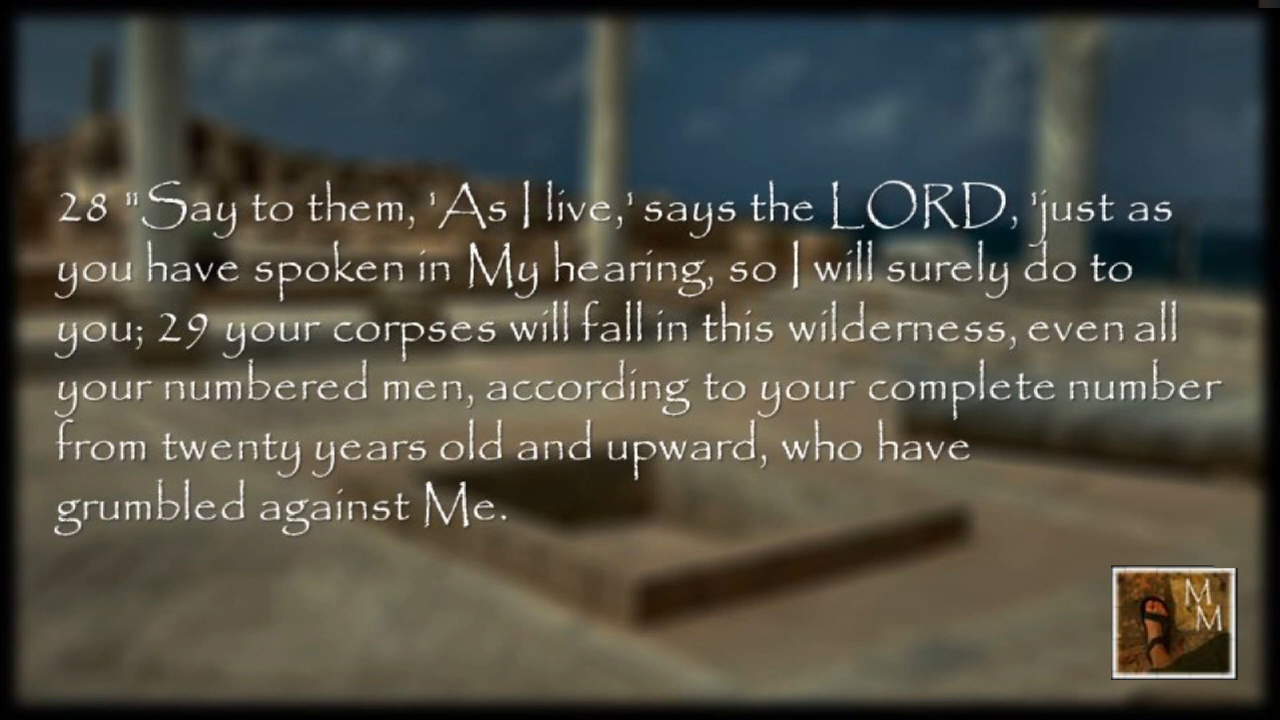 28 "Say to them, 'As I live,' says the LORD, 'just as
you have spoken in My hearing, so I will surely do to
you; 29 your corpses will fall in this wilderness, even all
your numbered men, according to your complete number
from twenty years old and upward, who have
grumbled against Me.
M
M